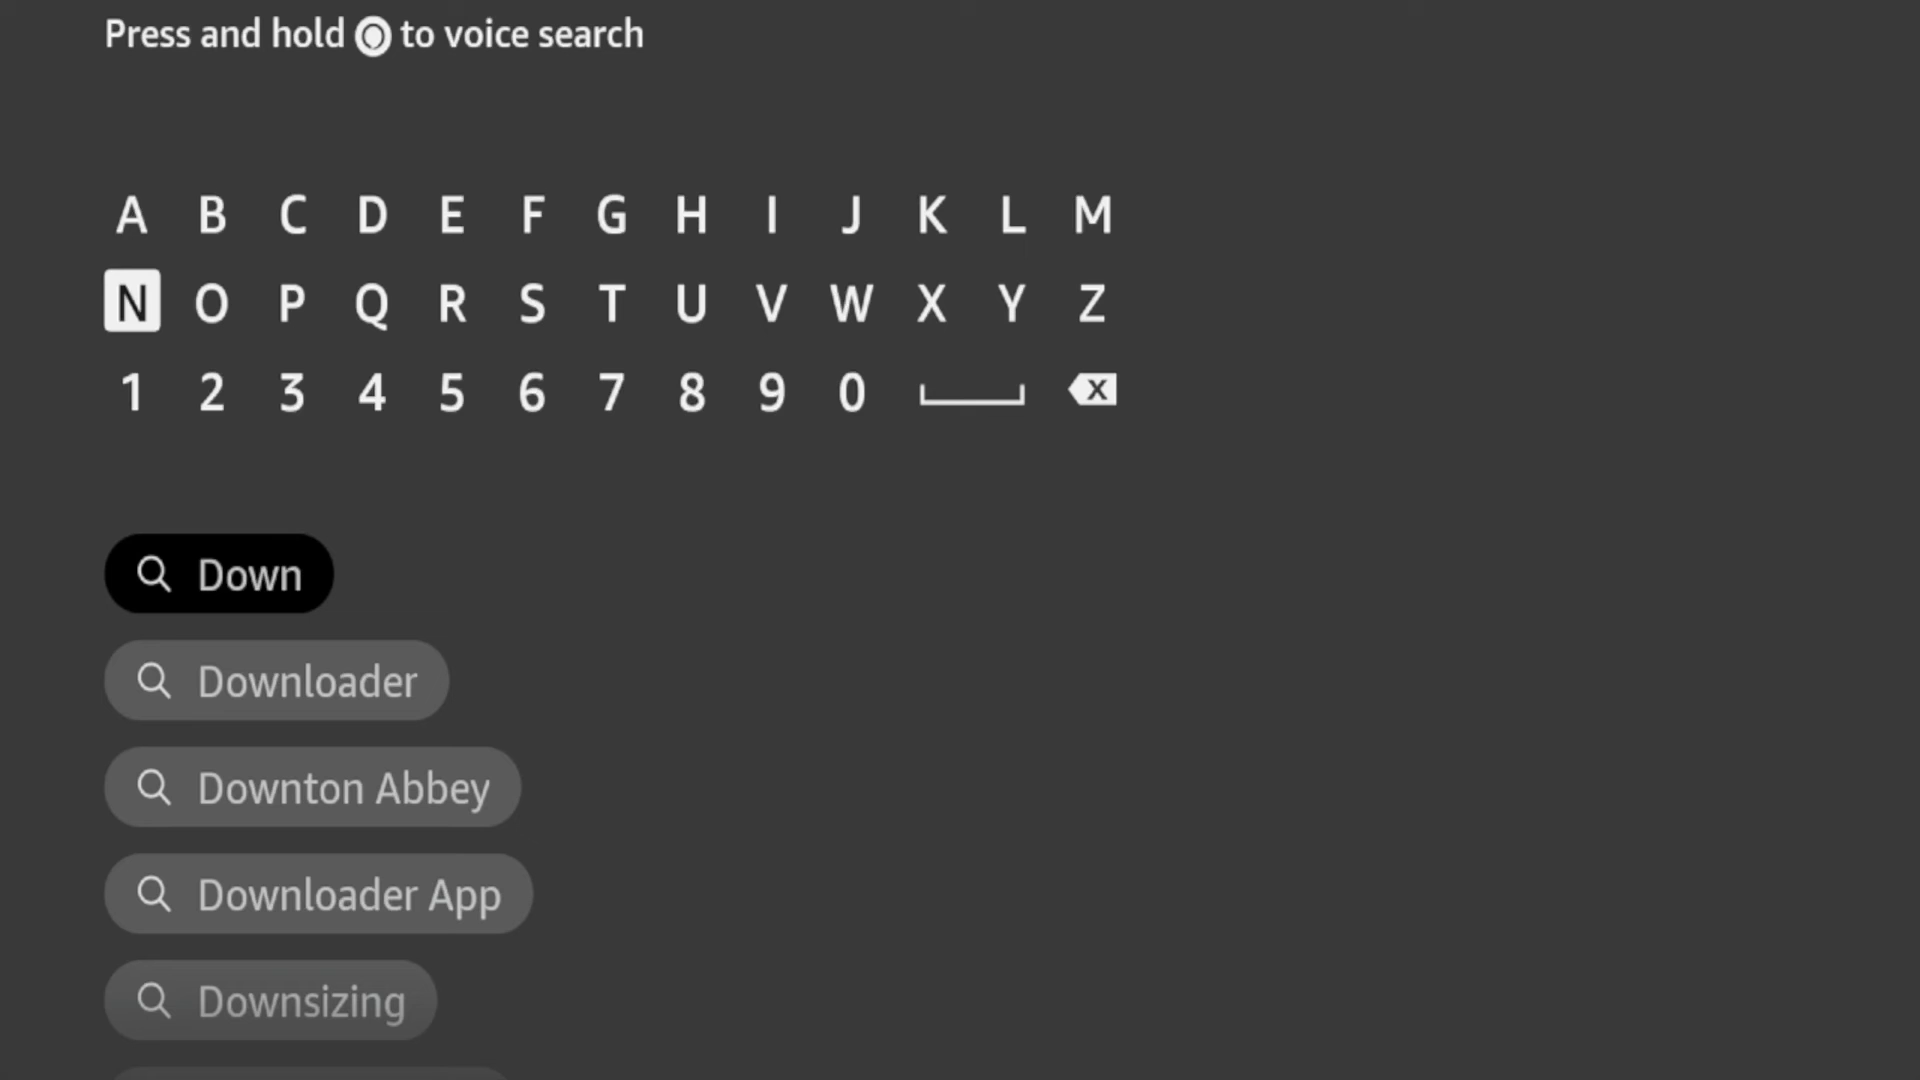 Press and hold to voice search
A B C D E F G H I J K L M
N O P Q R S T U V W X Y Z
1 2 3 4 5 6 7 8 9 0
Down
Downloader
Downton Abbey
Downloader App
Downsizing